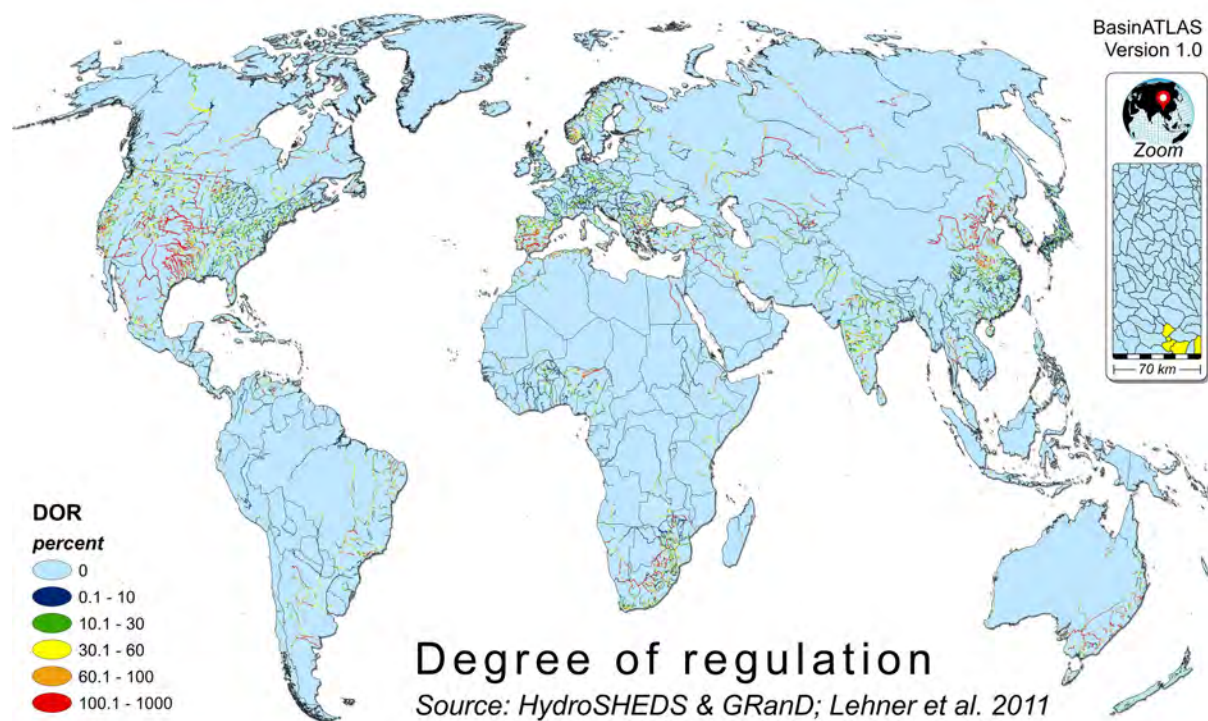 BasinATLAS
Version 1.0
Zoom
70 km
DOR
percent
0
0.1 - 10
10.1 - 30
30.1 - 60
60.1 - 100
100.1 - 1000
Degree of regulation
Source: HydroSHEDS & GRanD; Lehner et al. 2011